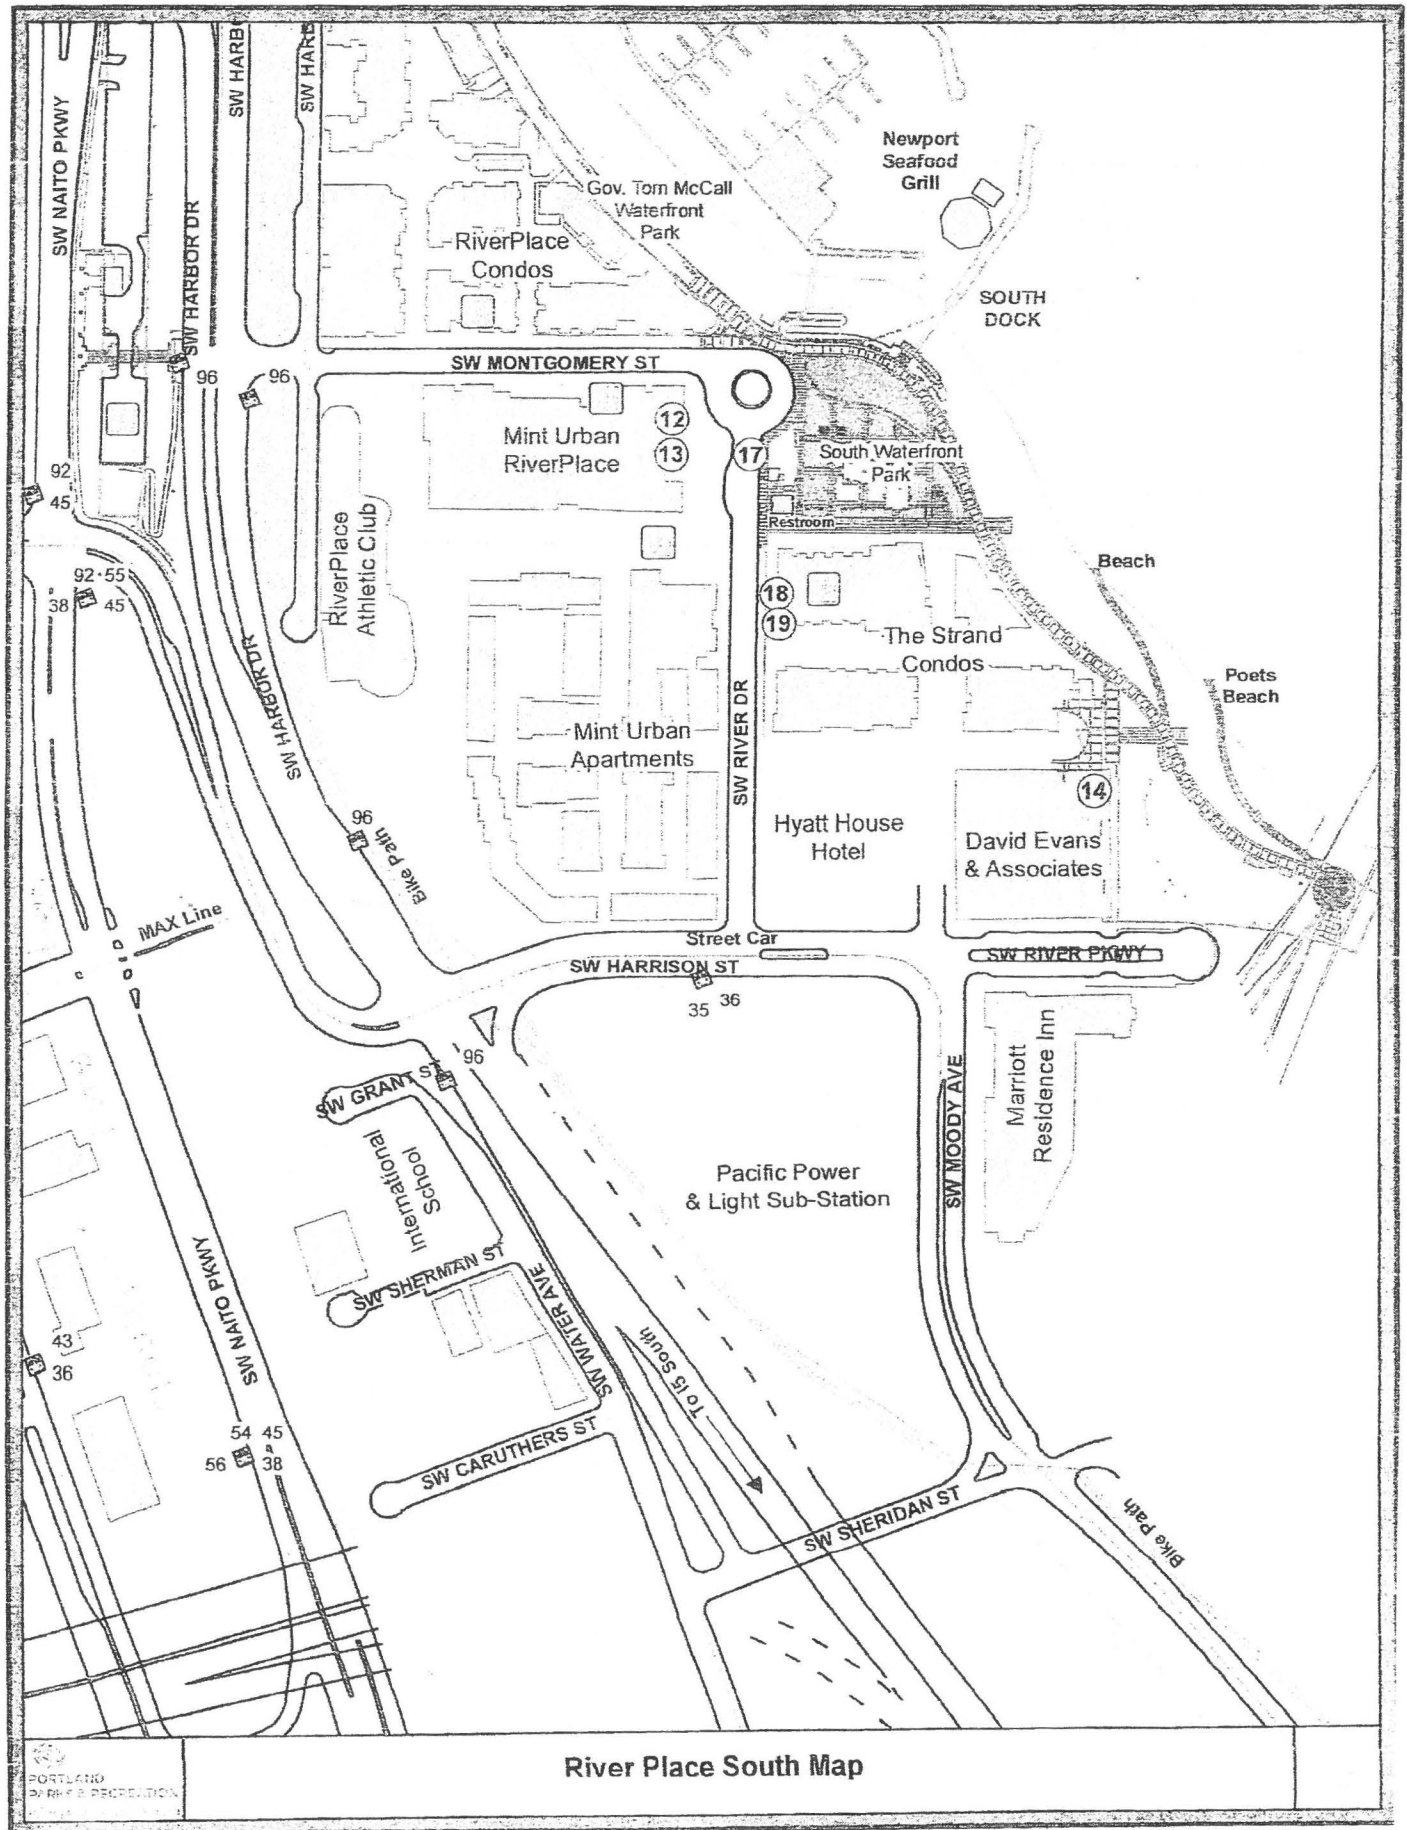 SW NAITO PKWY
SW HARB
SW HARB
SW HARBOR DR
Newport
Seafood
Grill
Gov. Tom McCall
Waterfront
Park
RiverPlace
Condos
SOUTH
DOCK
SW MONTGOMERY ST
96
96
12
13
17
Mint Urban
RiverPlace
South Waterfront
Park
92
45
Restroom
RiverPlace
Athletic Club
92 55
38 45
18
19
Beach
The Strand
Condos
Poets
Beach
SW HARBOR DR
Mint Urban
Apartments
SW RIVER DR
14
96
Bike Path
Hyatt House
Hotel
David Evans
& Associates
MAX Line
Street Car
SW HARRISON ST
SW RIVER PKWY
35 36
96
SW GRANT ST
International
School
Marriott
Residence Inn
SW MOODY AVE
Pacific Power
& Light Sub-Station
SW NAITO PKWY
SW SHERMAN ST
SW WATER AVE
43
36
To I5 South
54 45
56 38
SW CARUTHERS ST
SW SHERIDAN ST
Bike Path
River Place South Map
PORTLAND
PARKS & RECREATION